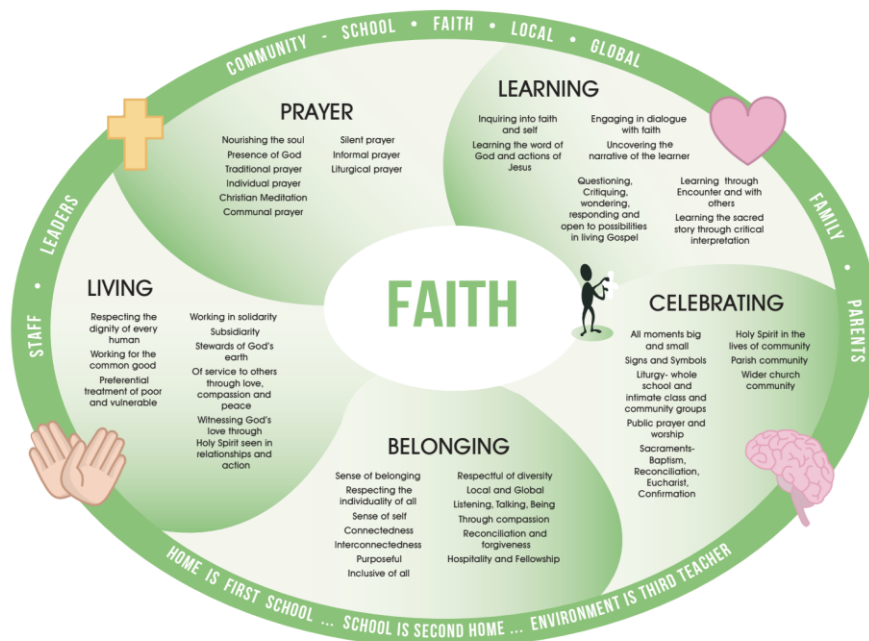 COMMUNITY - SCHOOL • FAITH • LOCAL • GLOBAL
FAMILY • PARENTS
STAFF • LEADERS
PRAYER
Nourishing the soul
Presence of God
Traditional prayer
Individual prayer
Christian Meditation
Communal prayer
Silent prayer
Informal prayer
Liturgical prayer
LEARNING
Inquiring into faith
and self
Learning the word of
God and actions of
Jesus
Engaging in dialogue
with faith
Uncovering the
narrative of the learner
Questioning,
Critiquing,
wondering,
responding and
open to possibilities
in living Gospel
Learning through
Encounter and with
others
Learning the sacred
story through critical
interpretation
LIVING
Respecting the
dignity of every
human
Working for the
common good
Preferential
treatment of poor
and vulnerable
Working in solidarity
Subsidiarity
Stewards of God's
earth
Of service to others
through love,
compassion and
peace
Witnessing God's
love through
Holy Spirit seen in
relationships and
action
FAITH
CELEBRATING
All moments big
and small
Signs and Symbols
Liturgy- whole
school and
intimate class and
community groups
Public prayer and
worship
Sacraments-
Baptism,
Reconciliation,
Eucharist,
Confirmation
Holy Spirit in the
lives of community
Parish community
Wider church
community
BELONGING
Sense of belonging
Respecting the
individuality of all
Sense of self
Connectedness
Interconnectedness
Purposeful
Inclusive of all
Respectful of diversity
Local and Global
Listening, Talking, Being
Through compassion
Reconciliation and
forgiveness
Hospitality and Fellowship
HOME IS FIRST SCHOOL ... SCHOOL IS SECOND HOME ... ENVIRONMENT IS THIRD TEACHER